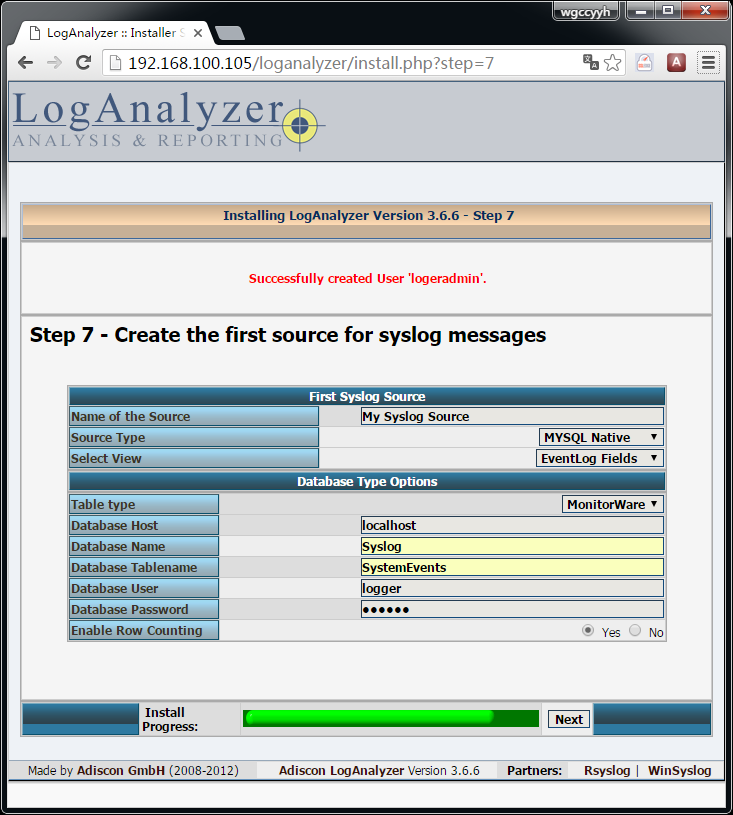 wgccyyh
LogAnalyzer :: Installer S
192.168.100.105/loganalyzer/install.php?step=7
LogAnalyzer
ANALYSIS & REPORTING
Installing LogAnalyzer Version 3.6.6 - Step 7
Successfully created User 'logeradmin'.
Step 7 - Create the first source for syslog messages
First Syslog Source
Name of the Source My Syslog Source
Source Type MYSQL Native
Select View EventLog Fields
Database Type Options
Table type MonitorWare
Database Host localhost
Database Name Syslog
Database Tablename SystemEvents
Database User logger
Database Password ●●●●●●
Enable Row Counting Yes No
Install
Progress: Next
Made by Adiscon GmbH (2008-2012) Adiscon LogAnalyzer Version 3.6.6 Partners: Rsyslog | WinSyslog